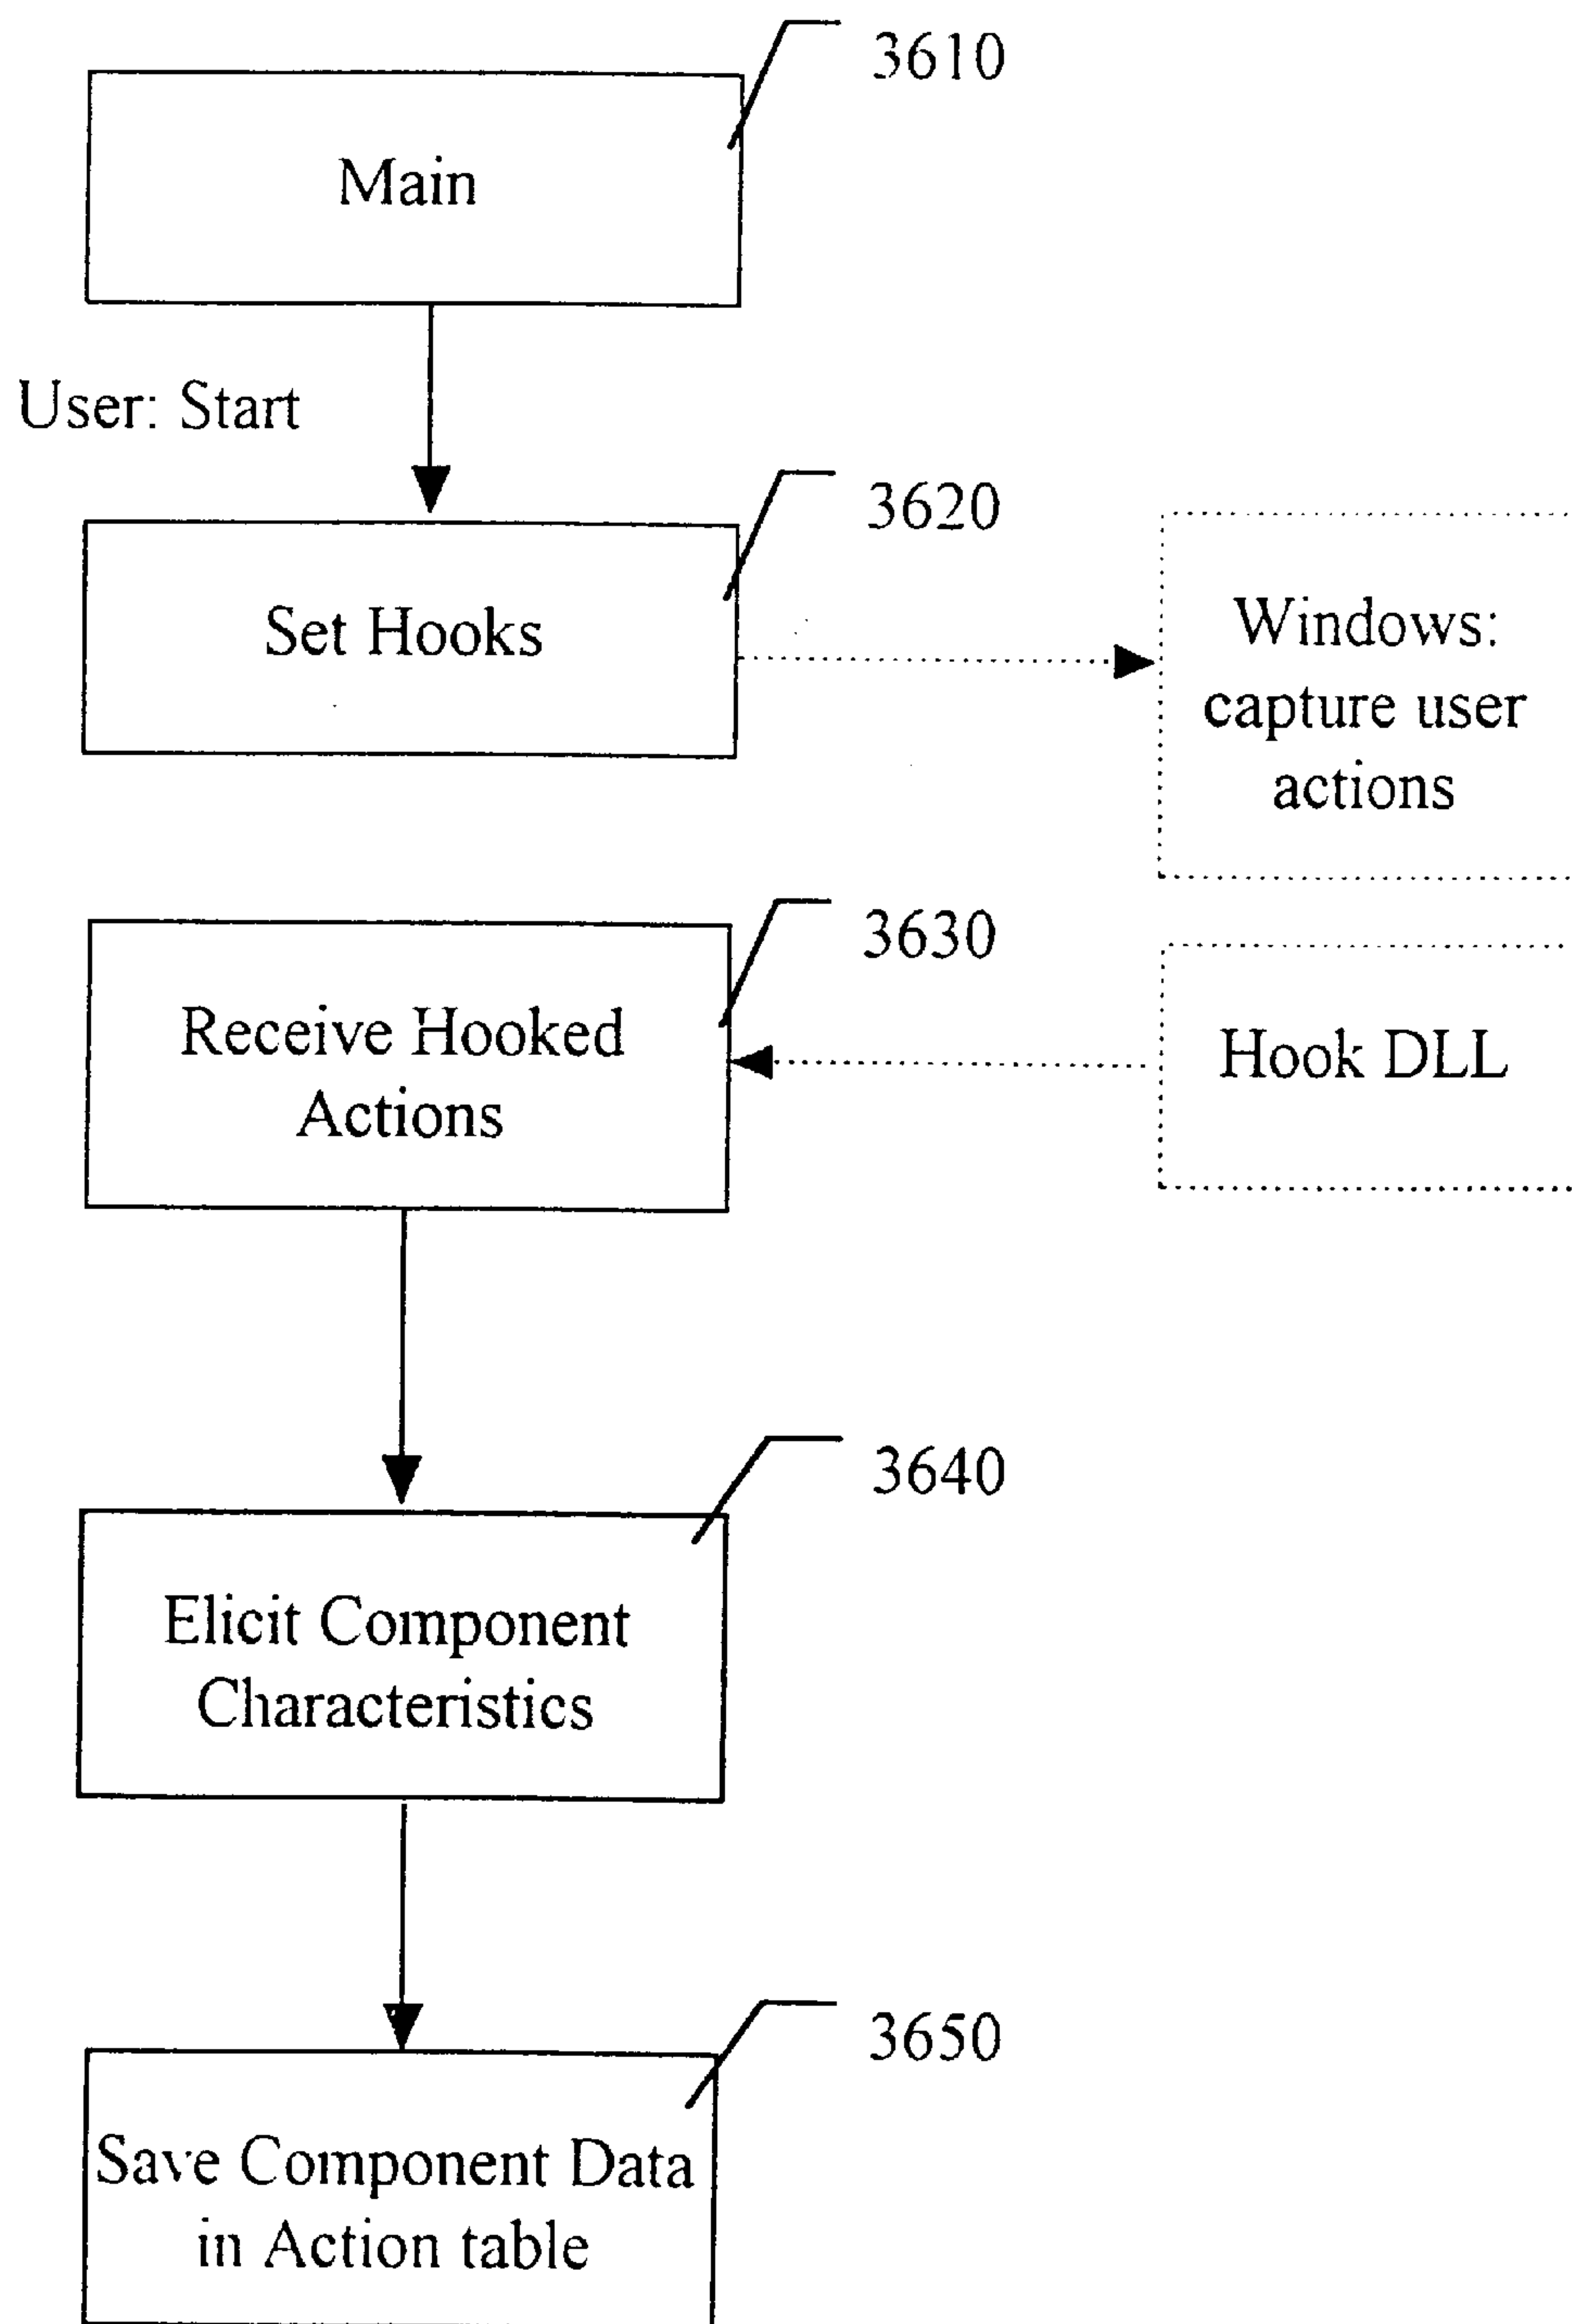 3610
Main
User: Start
3620
Set Hooks
Windows:
capture user
actions
3630
Receive Hooked
Actions
Hook DLL
3640
Elicit Component
Characteristics
3650
Save Component Data
in Action table